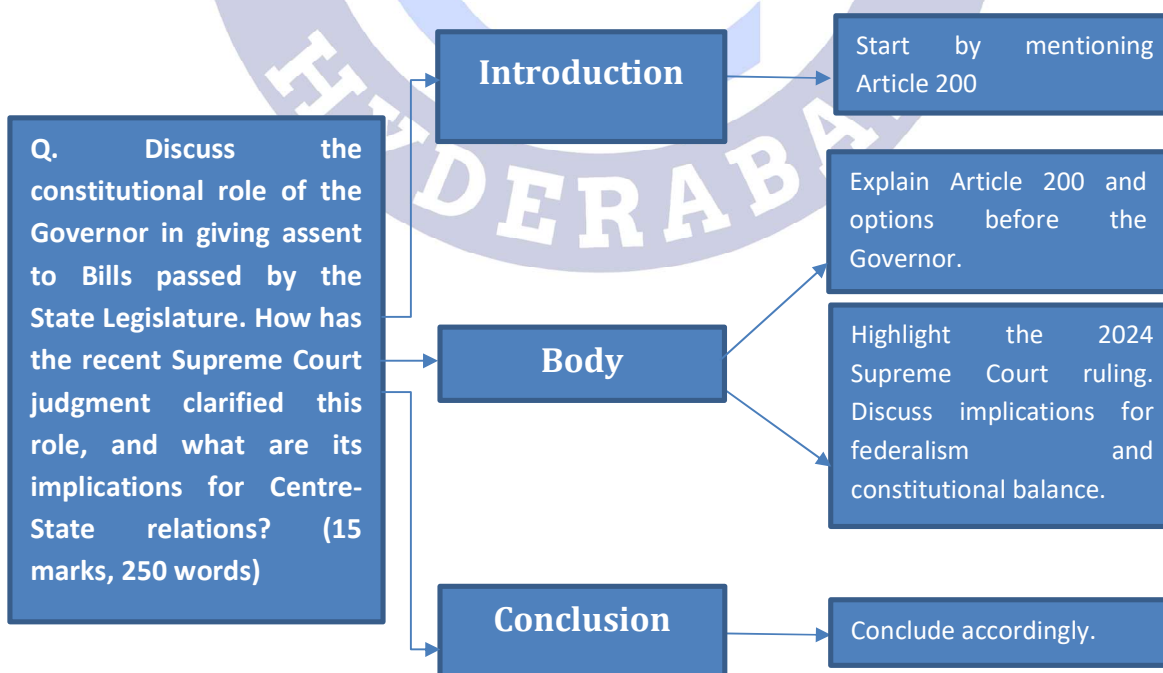 Q. Discuss the
constitutional role of the
Governor in giving assent
to Bills passed by the
State Legislature. How has
the recent Supreme Court
judgment clarified this
role, and what are its
implications for Centre-
State relations? (15
marks, 250 words)
Introduction
Start by mentioning
Article 200
Body
Explain Article 200 and
options before the
Governor.
Highlight the 2024
Supreme Court ruling.
Discuss implications for
federalism and
constitutional balance.
Conclusion
Conclude accordingly.
HYDERABA